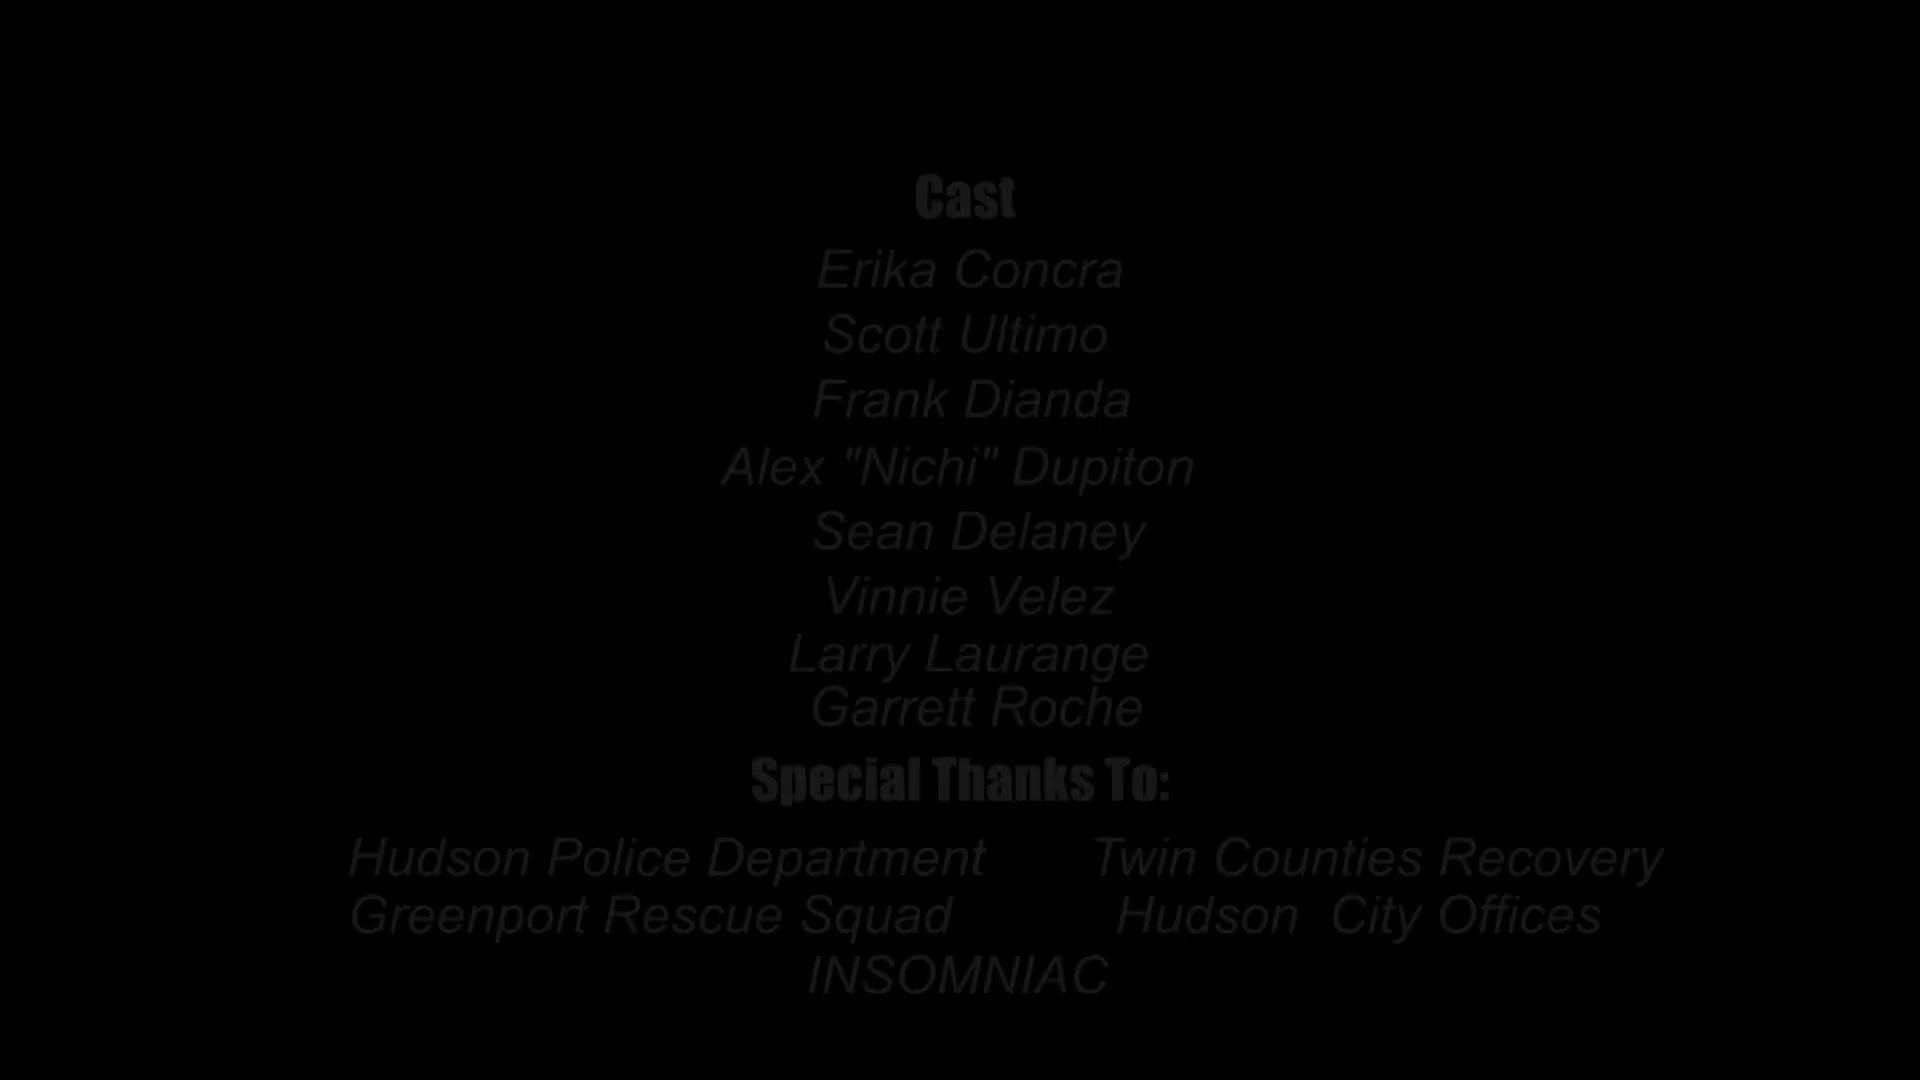 Cast
Erika Concra
Scott Ultimo
Frank Dianda
Alex "Nichi" Dupiton
Sean Delaney
Vinnie Velez
Larry Laurange
Garrett Roche
Special Thanks To:
Hudson Police Department Twin Counties Recovery
Greenport Rescue Squad Hudson City Offices
INSOMNIAC